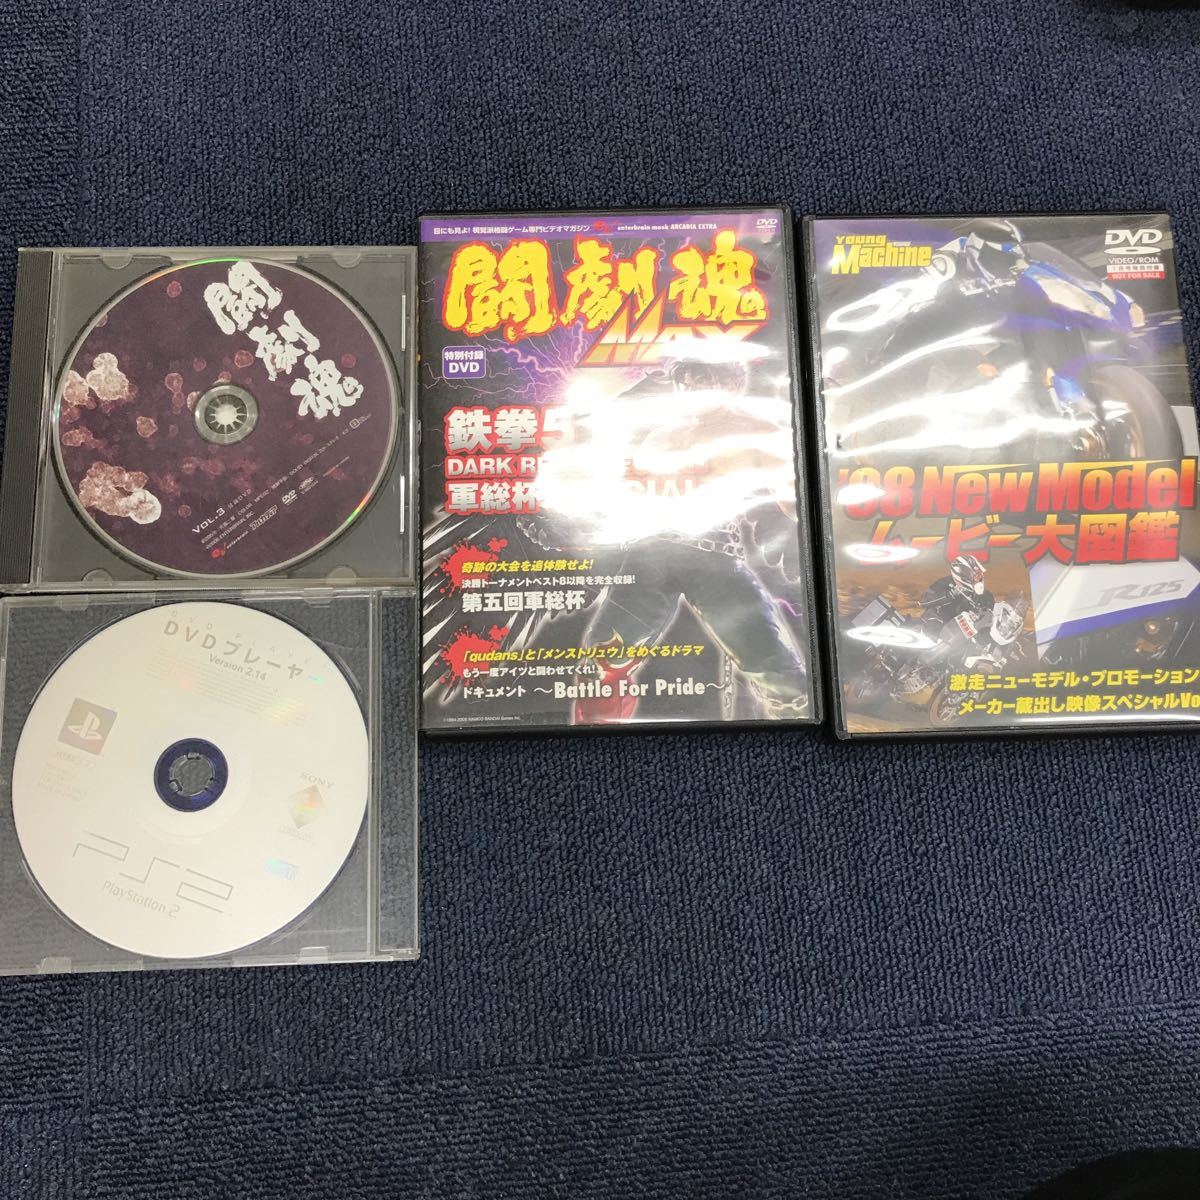 闘劇魂
VOL.3 付録DVD
enterbrain
DVD PLAYER
DVDプレーヤ
Version 2.14
SONY
PS2
PlayStation.2
目にも見よ!視覚派格闘ゲーム専門ビデオマガジン enterbrain mook ARCADIA EXTRA
DVD
闘劇魂
MAX
特別付録
DVD
鉄拳5
DARK
軍総杯
奇跡の大会を追体験せよ!
決勝トーナメントベスト8以降を完全収録!
第五回軍総杯
「qudans」と「メンストリュウ」をめぐるドラマ
もう一度アイツと闘わせてくれ!
ドキュメント ~Battle For Pride~
Young
Machine
DVD
VIDEO/ROM
NOT FOR SALE
'08 New Model
ムービー大図鑑
R125
激走ニューモデル・プロモーション
メーカー蔵出し映像スペシャルVo